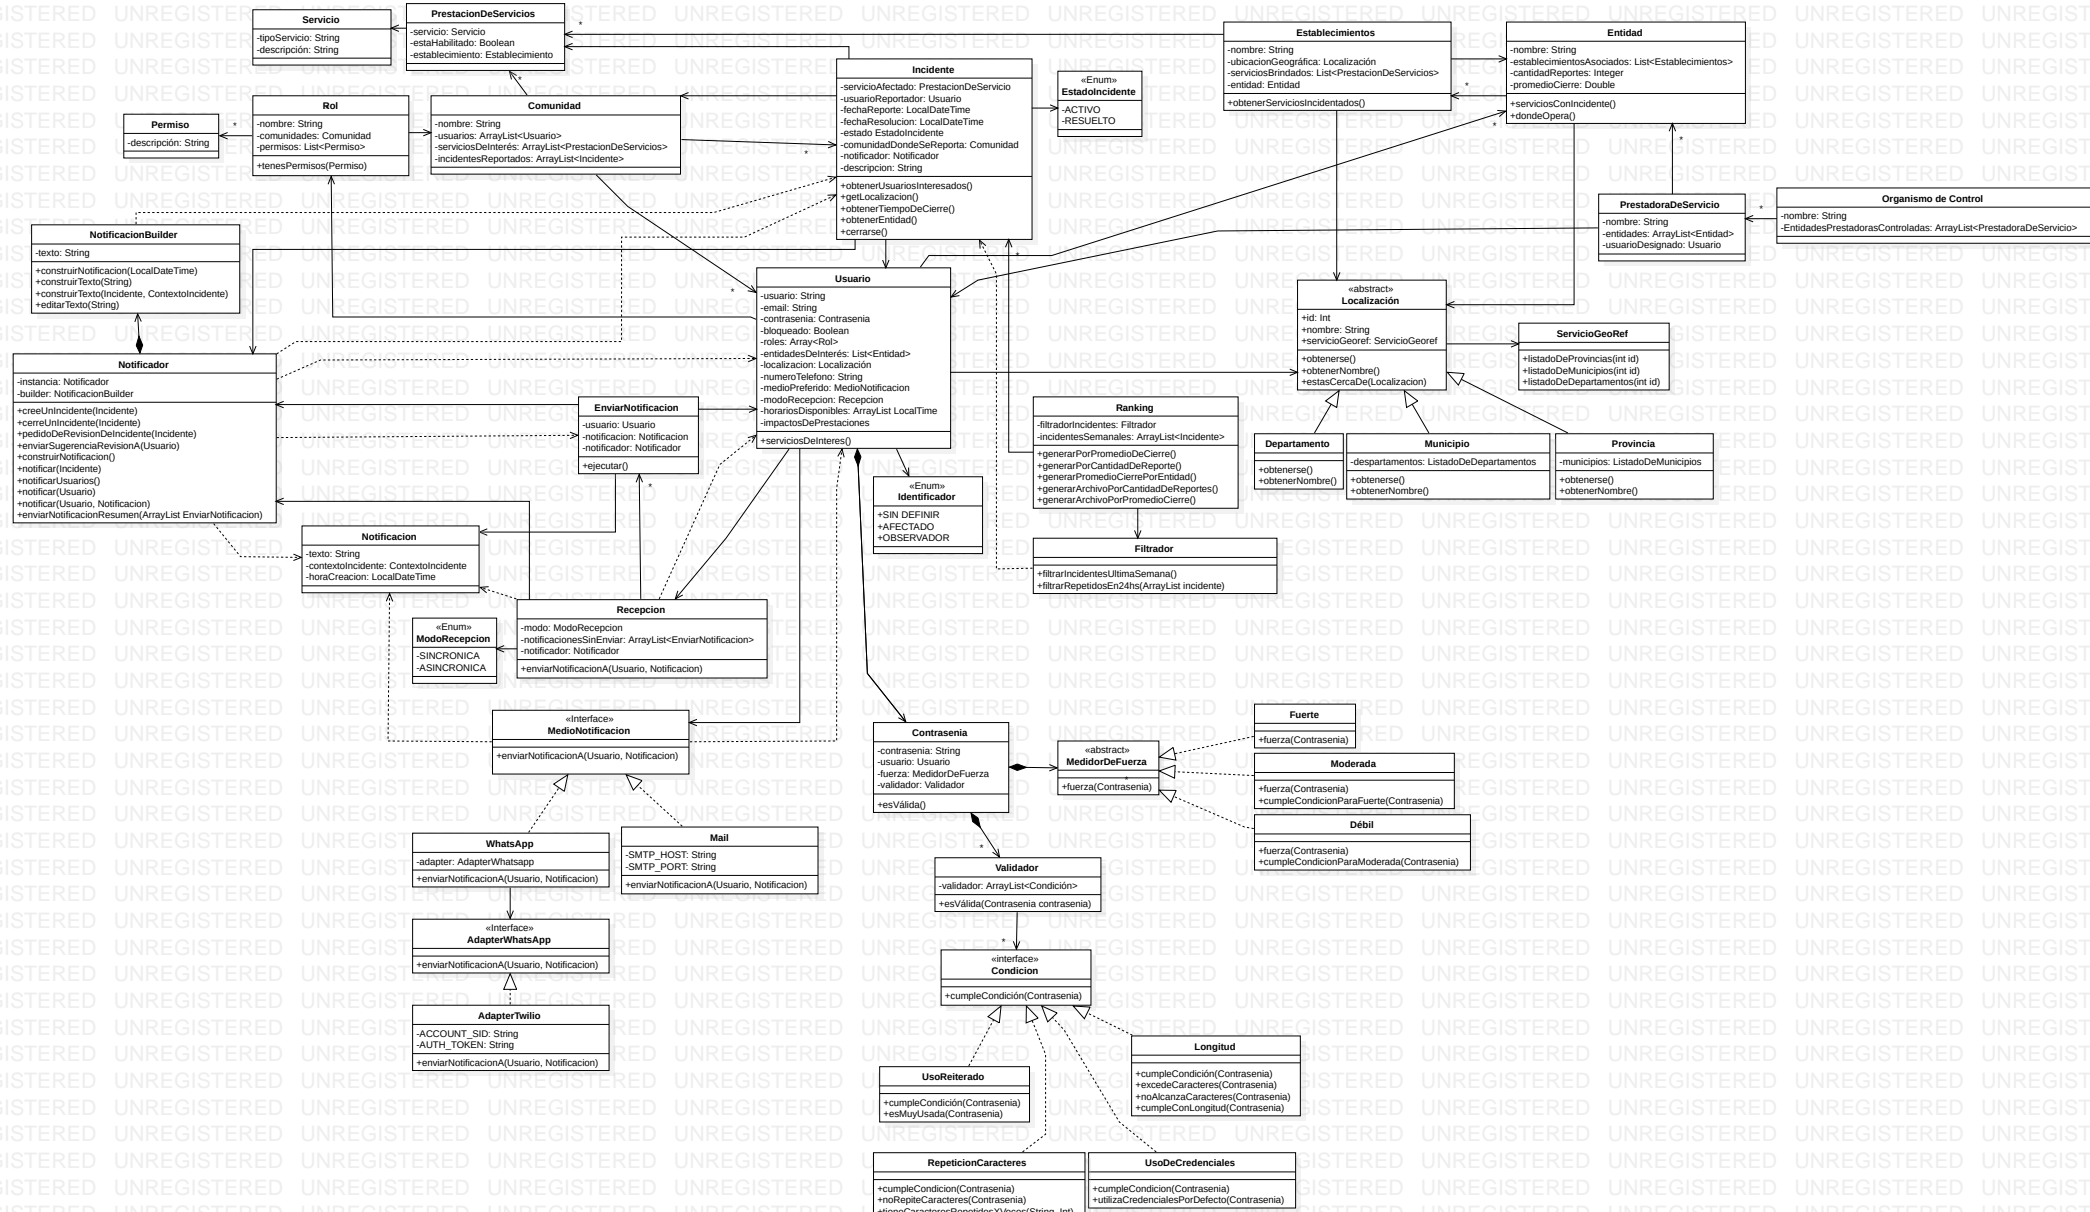 Servicio
-tipoServicio: String
-descripción: String
PrestacionDeServicios
-servicio: Servicio
-estaHabilitado: Boolean
-establecimiento: Establecimiento
*
Establecimientos
-nombre: String
-ubicacionGeográfica: Localización
-serviciosBrindados: List<PrestacionDeServicios>
-entidad: Entidad
+obtenerServiciosIncidentados()
*
Entidad
-nombre: String
-establecimientosAsociados: List<Establecimientos>
-cantidadReportes: Integer
-promedioCierre: Double
+serviciosConIncidente()
+dondeOpera()
*
*
Incidente
-servicioAfectado: PrestacionDeServicio
-usuarioReportador: Usuario
-fechaReporte: LocalDateTime
-fechaResolucion: LocalDateTime
-estado EstadoIncidente
-comunidadDondeSeReporta: Comunidad
-notificador: Notificador
-descripcion: String
+obtenerUsuariosInteresados()
+getLocalizacion()
+obtenerTiempoDeCierre()
+obtenerEntidad()
+cerrarse()
«Enum»
EstadoIncidente
-ACTIVO
-RESUELTO
Permiso
-descripción: String
*
Rol
-nombre: String
-comunidades: Comunidad
-permisos: List<Permiso>
+tenesPermisos(Permiso)
*
Comunidad
-nombre: String
-usuarios: ArrayList<Usuario>
-serviciosDeInterés: ArrayList<PrestacionDeServicios>
-incidentesReportados: ArrayList<Incidente>
*
PrestadoraDeServicio
-nombre: String
-entidades: ArrayList<Entidad>
-usuarioDesignado: Usuario
*
Organismo de Control
-nombre: String
-EntidadesPrestadorasControladas: ArrayList<PrestadoraDeServicio>
NotificacionBuilder
-texto: String
+construirNotificacion(LocalDateTime)
+construirTexto(String)
+construirTexto(Incidente, ContextoIncidente)
+editarTexto(String)
*
*
Usuario
-usuario: String
-email: String
-contrasenia: Contrasenia
-bloqueado: Boolean
-roles: Array<Rol>
-entidadesDeInterés: List<Entidad>
-localizacion: Localización
-numeroTelefono: String
-medioPreferido: MedioNotificacion
-modoRecepcion: Recepcion
-horariosDisponibles: ArrayList LocalTime
-impactosDePrestaciones
+serviciosDeInteres()
«abstract»
Localización
+id: Int
+nombre: String
+servicioGeoref: ServicioGeoref
+obtenerse()
+obtenerNombre()
+estasCercaDe(Localizacion)
ServicioGeoRef
+listadoDeProvincias(int id)
+listadoDeMunicipios(int id)
+listadoDeDepartamentos(int id)
Notificador
-instancia: Notificador
-builder: NotificacionBuilder
+creeUnIncidente(Incidente)
+cerreUnIncidente(Incidente)
+pedidoDeRevisionDeIncidente(Incidente)
+enviarSugerenciaRevisionA(Usuario)
+construirNotificacion()
+notificar(Incidente)
+notificarUsuarios()
+notificar(Usuario)
+notificar(Usuario, Notificacion)
+enviarNotificacionResumen(ArrayList EnviarNotificacion)
EnviarNotificacion
-usuario: Usuario
-notificacion: Notificacion
-notificador: Notificador
+ejecutar()
*
Ranking
-filtradorIncidentes: Filtrador
-incidentesSemanales: ArrayList<Incidente>
+generarPorPromedioDeCierre()
+generarPorCantidadDeReporte()
+generarPromedioCierrePorEntidad()
+generarArchivoPorCantidadDeReportes()
+generarArchivoPorPromedioCierre()
Departamento
+obtenerse()
+obtenerNombre()
Municipio
-despartamentos: ListadoDeDepartamentos
+obtenerse()
+obtenerNombre()
Provincia
-municipios: ListadoDeMunicipios
+obtenerse()
+obtenerNombre()
«Enum»
Identificador
+SIN DEFINIR
+AFECTADO
+OBSERVADOR
Notificacion
-texto: String
-contextoIncidente: ContextoIncidente
-horaCreacion: LocalDateTime
Filtrador
+filtrarIncidentesUltimaSemana()
+filtrarRepetidosEn24hs(ArrayList incidente)
«Enum»
ModoRecepcion
-SINCRONICA
-ASINCRONICA
Recepcion
-modo: ModoRecepcion
-notificacionesSinEnviar: ArrayList<EnviarNotificacion>
-notificador: Notificador
+enviarNotificacionA(Usuario, Notificacion)
«Interface»
MedioNotificacion
+enviarNotificacionA(Usuario, Notificacion)
Contrasenia
-contrasenia: String
-usuario: Usuario
-fuerza: MedidorDeFuerza
-validador: Validador
+esVálida()
«abstract»
MedidorDeFuerza
*
+fuerza(Contrasenia)
Fuerte
+fuerza(Contrasenia)
Moderada
+fuerza(Contrasenia)
+cumpleCondicionParaFuerte(Contrasenia)
Débil
+fuerza(Contrasenia)
+cumpleCondicionParaModerada(Contrasenia)
WhatsApp
-adapter: AdapterWhatsapp
+enviarNotificacionA(Usuario, Notificacion)
Mail
-SMTP_HOST: String
-SMTP_PORT: String
+enviarNotificacionA(Usuario, Notificacion)
*
Validador
-validador: ArrayList<Condición>
+esVálida(Contrasenia contrasenia)
*
«Interface»
AdapterWhatsApp
+enviarNotificacionA(Usuario, Notificacion)
«interface»
Condicion
+cumpleCondición(Contrasenia)
AdapterTwilio
-ACCOUNT_SID: String
-AUTH_TOKEN: String
+enviarNotificacionA(Usuario, Notificacion)
UsoReiterado
+cumpleCondición(Contrasenia)
+esMuyUsada(Contrasenia)
Longitud
+cumpleCondición(Contrasenia)
+excedeCaracteres(Contrasenia)
+noAlcanzaCaracteres(Contrasenia)
+cumpleConLongitud(Contrasenia)
RepeticionCaracteres
+cumpleCondicion(Contrasenia)
+noRepiteCaracteres(Contrasenia)
+tieneCaracteresRepetidosXVeces(String, Int)
UsoDeCredenciales
+cumpleCondicion(Contrasenia)
+utilizaCredencialesPorDefecto(Contrasenia)
UNREGISTERED